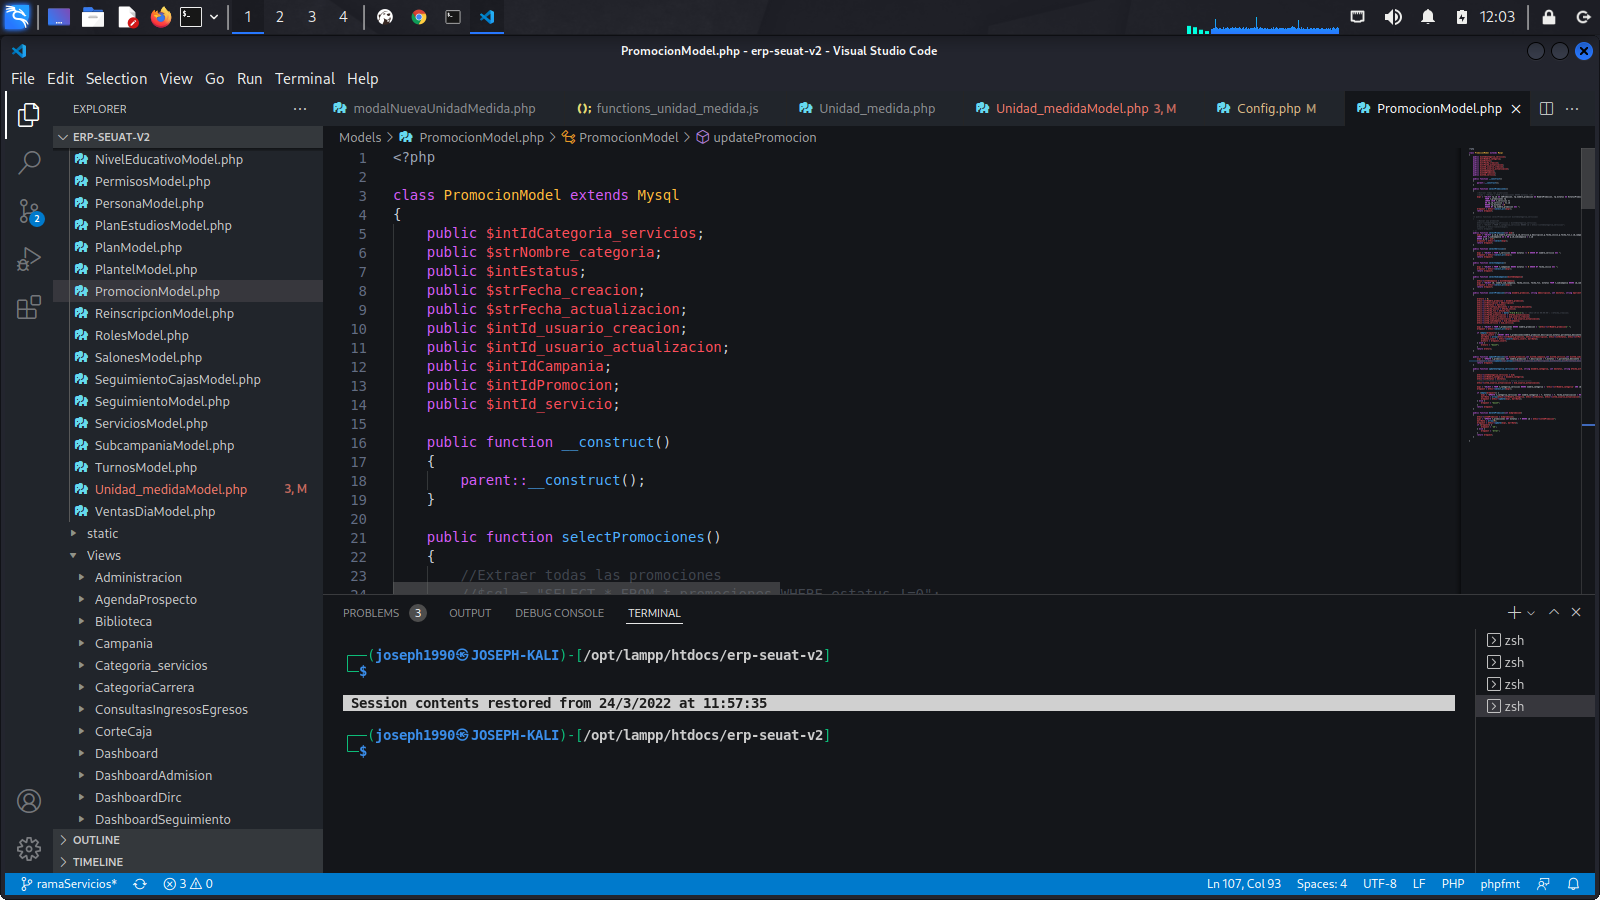 1 2 3 4 12:03
PromocionModel.php - erp-seuat-v2 - Visual Studio Code
File Edit Selection View Go Run Terminal Help
EXPLORER
ERP-SEUAT-V2
NivelEducativoModel.php
PermisosModel.php
PersonaModel.php
PlanEstudiosModel.php
PlanModel.php
PlantelModel.php
PromocionModel.php
ReinscripcionModel.php
RolesModel.php
SalonesModel.php
SeguimientoCajasModel.php
SeguimientoModel.php
ServiciosModel.php
SubcampaniaModel.php
TurnosModel.php
Unidad_medidaModel.php 3, M
VentasDiaModel.php
static
Views
Administracion
AgendaProspecto
Biblioteca
Campania
Categoria_servicios
CategoriaCarrera
ConsultasIngresosEgresos
CorteCaja
Dashboard
DashboardAdmision
DashboardDirc
DashboardSeguimiento
OUTLINE
TIMELINE
2
modalNuevaUnidadMedida.php functions_unidad_medida.js Unidad_medida.php Unidad_medidaModel.php 3, M Config.php M PromocionModel.php
Models > PromocionModel.php > PromocionModel > updatePromocion
1 <?php
2
3 class PromocionModel extends Mysql
4 {
5 public $intIdCategoria_servicios;
6 public $strNombre_categoria;
7 public $intEstatus;
8 public $strFecha_creacion;
9 public $strFecha_actualizacion;
10 public $intId_usuario_creacion;
11 public $intId_usuario_actualizacion;
12 public $intIdCampania;
13 public $intIdPromocion;
14 public $intId_servicio;
15
16 public function __construct()
17 {
18 parent::__construct();
19 }
20
21 public function selectPromociones()
22 {
23 //Extraer todas las promociones
24 //$sql = "SELECT * FROM t_promociones WHERE estatus !=0";
PROBLEMS 3 OUTPUT DEBUG CONSOLE TERMINAL
(joseph1990㉿JOSEPH-KALI)-[/opt/lampp/htdocs/erp-seuat-v2]
$
Session contents restored from 24/3/2022 at 11:57:35
(joseph1990㉿JOSEPH-KALI)-[/opt/lampp/htdocs/erp-seuat-v2]
$
zsh
zsh
zsh
zsh
ramaServicios* 3 0 Ln 107, Col 93 Spaces: 4 UTF-8 LF PHP phpfmt